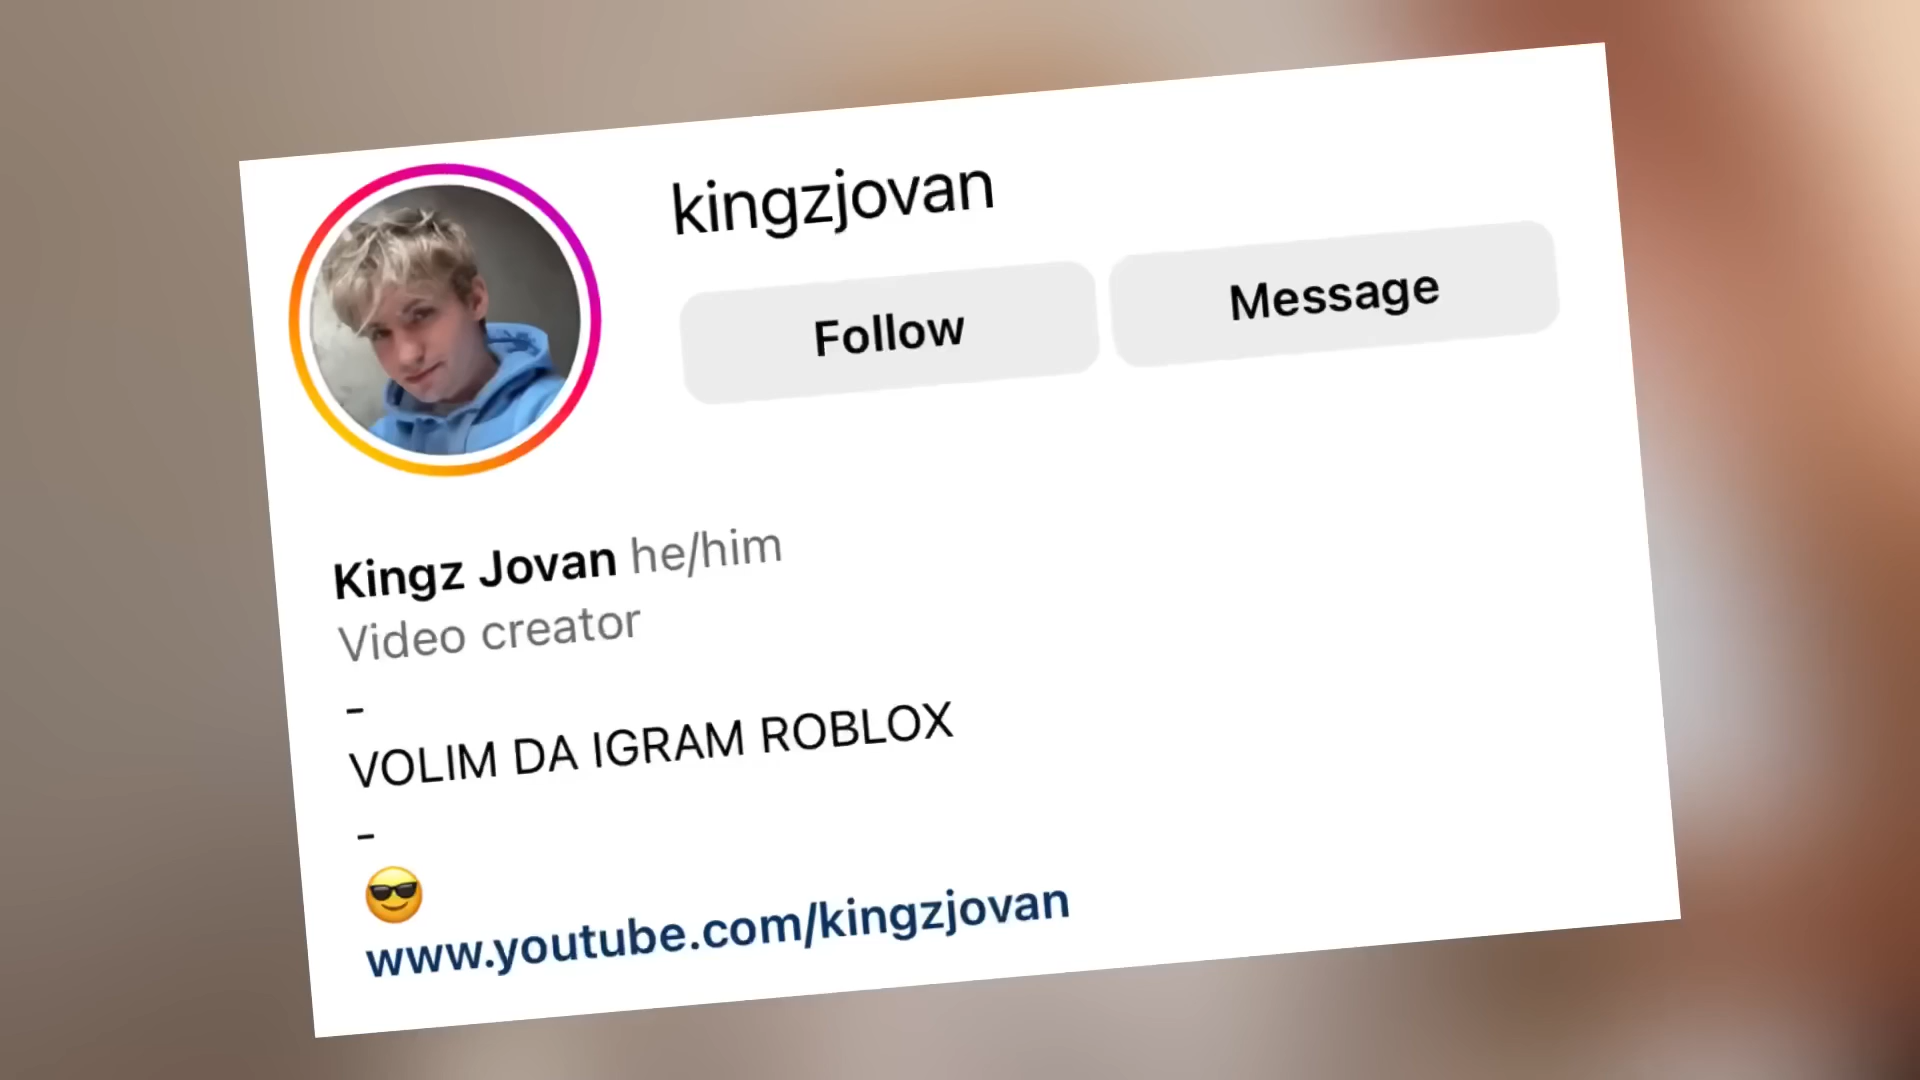 kingzjovan
Follow
Message
Kingz Jovan he/him
Video creator
-
VOLIM DA IGRAM ROBLOX
-
😎
www.youtube.com/kingzjovan